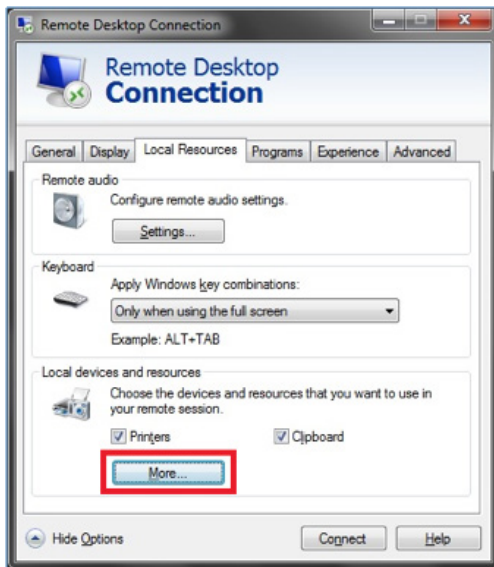 Remote Desktop Connection
Remote Desktop
Connection
General Display Local Resources Programs Experience Advanced
Remote audio
Configure remote audio settings.
Settings...
Keyboard
Apply Windows key combinations:
Only when using the full screen
Example: ALT+TAB
Local devices and resources
Choose the devices and resources that you want to use in
your remote session.
Printers Clipboard
More...
Hide Options Connect Help